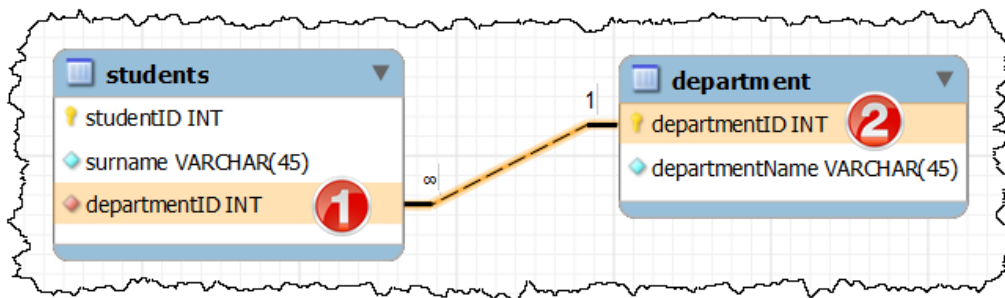 students
studentID INT
surname VARCHAR(45)
departmentID INT
1
∞
1
department
departmentID INT
2
departmentName VARCHAR(45)